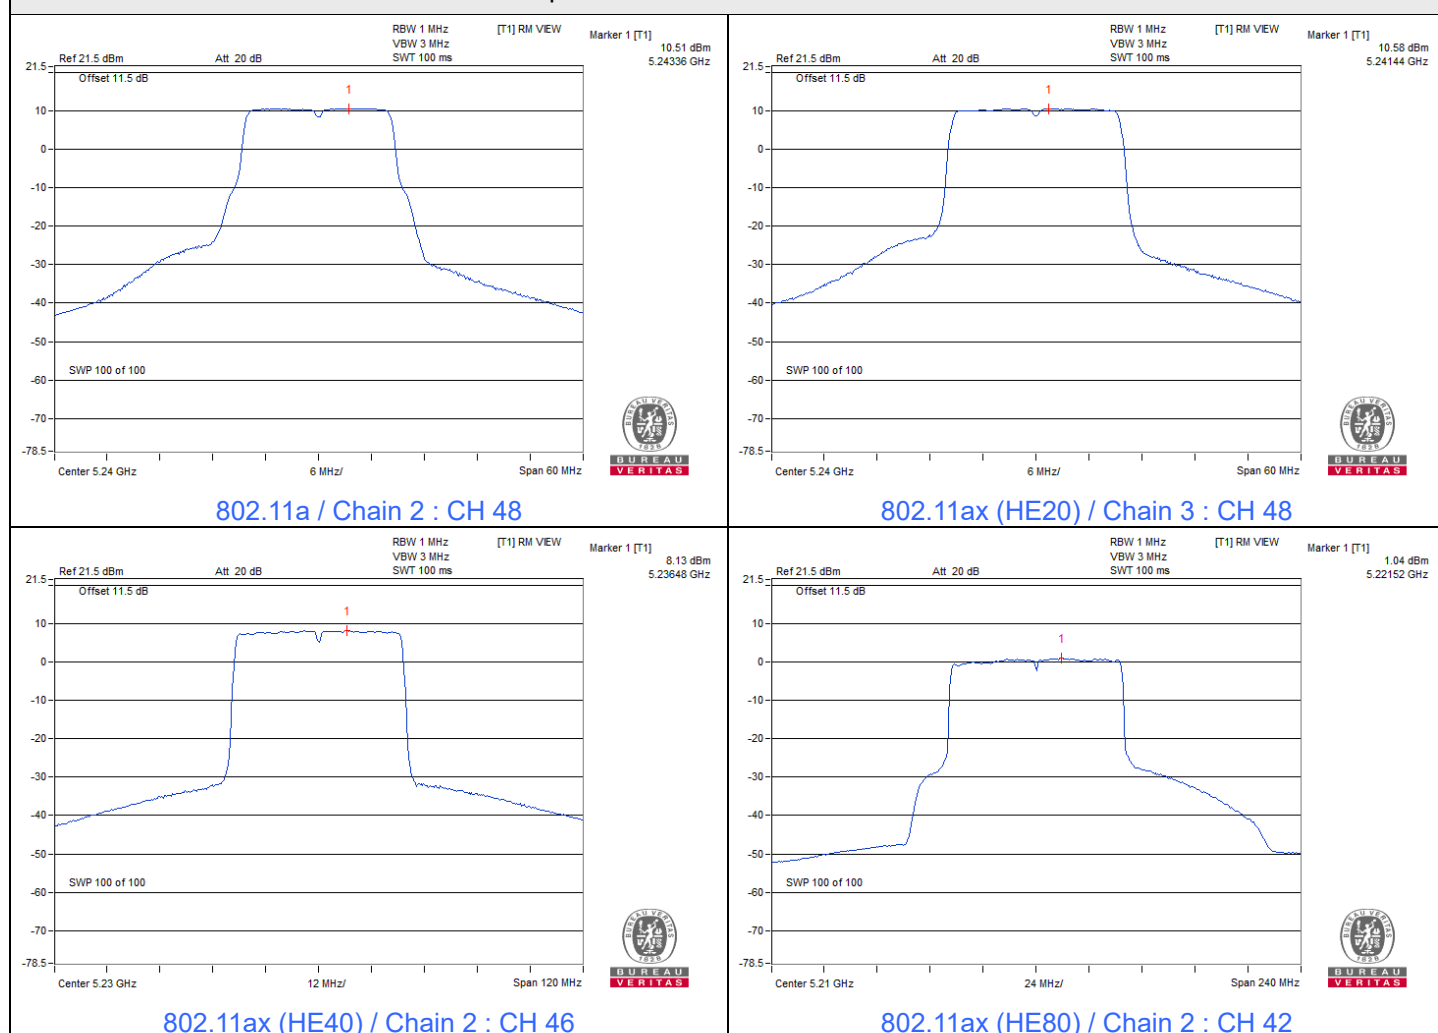 RBW 1 MHz
[T1] RM VIEW
Marker 1 [T1]
VBW 3 MHz
10.51 dBm
Ref 21.5 dBm
Att 20 dB
SWT 100 ms
5.24336 GHz
21.5
Offset 11.5 dB
1
10
0
-10
-20
-30
-40
-50
SWP 100 of 100
-60
-70
-78.5
Center 5.24 GHz
6 MHz/
Span 60 MHz
BUREAU VERITAS
1828
BUREAU
VERITAS
802.11a / Chain 2 : CH 48
RBW 1 MHz
[T1] RM VIEW
Marker 1 [T1]
VBW 3 MHz
10.58 dBm
Ref 21.5 dBm
Att 20 dB
SWT 100 ms
5.24144 GHz
21.5
Offset 11.5 dB
1
10
0
-10
-20
-30
-40
-50
SWP 100 of 100
-60
-70
-78.5
Center 5.24 GHz
6 MHz/
Span 60 MHz
BUREAU VERITAS
1828
BUREAU
VERITAS
802.11ax (HE20) / Chain 3 : CH 48
RBW 1 MHz
[T1] RM VIEW
Marker 1 [T1]
VBW 3 MHz
8.13 dBm
Ref 21.5 dBm
Att 20 dB
SWT 100 ms
5.23648 GHz
21.5
Offset 11.5 dB
1
10
0
-10
-20
-30
-40
-50
SWP 100 of 100
-60
-70
-78.5
Center 5.23 GHz
12 MHz/
Span 120 MHz
BUREAU VERITAS
1828
BUREAU
VERITAS
802.11ax (HE40) / Chain 2 : CH 46
RBW 1 MHz
[T1] RM VIEW
Marker 1 [T1]
VBW 3 MHz
1.04 dBm
Ref 21.5 dBm
Att 20 dB
SWT 100 ms
5.22152 GHz
21.5
Offset 11.5 dB
1
10
0
-10
-20
-30
-40
-50
SWP 100 of 100
-60
-70
-78.5
Center 5.21 GHz
24 MHz/
Span 240 MHz
BUREAU VERITAS
1828
BUREAU
VERITAS
802.11ax (HE80) / Chain 2 : CH 42